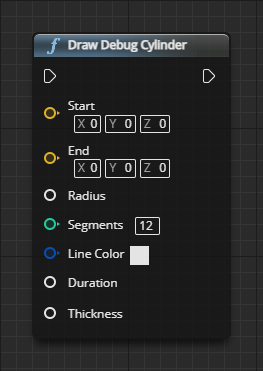 f Draw Debug Cylinder
Start
X 0 Y 0 Z 0
End
X 0 Y 0 Z 0
Radius
Segments 12
Line Color
Duration
Thickness